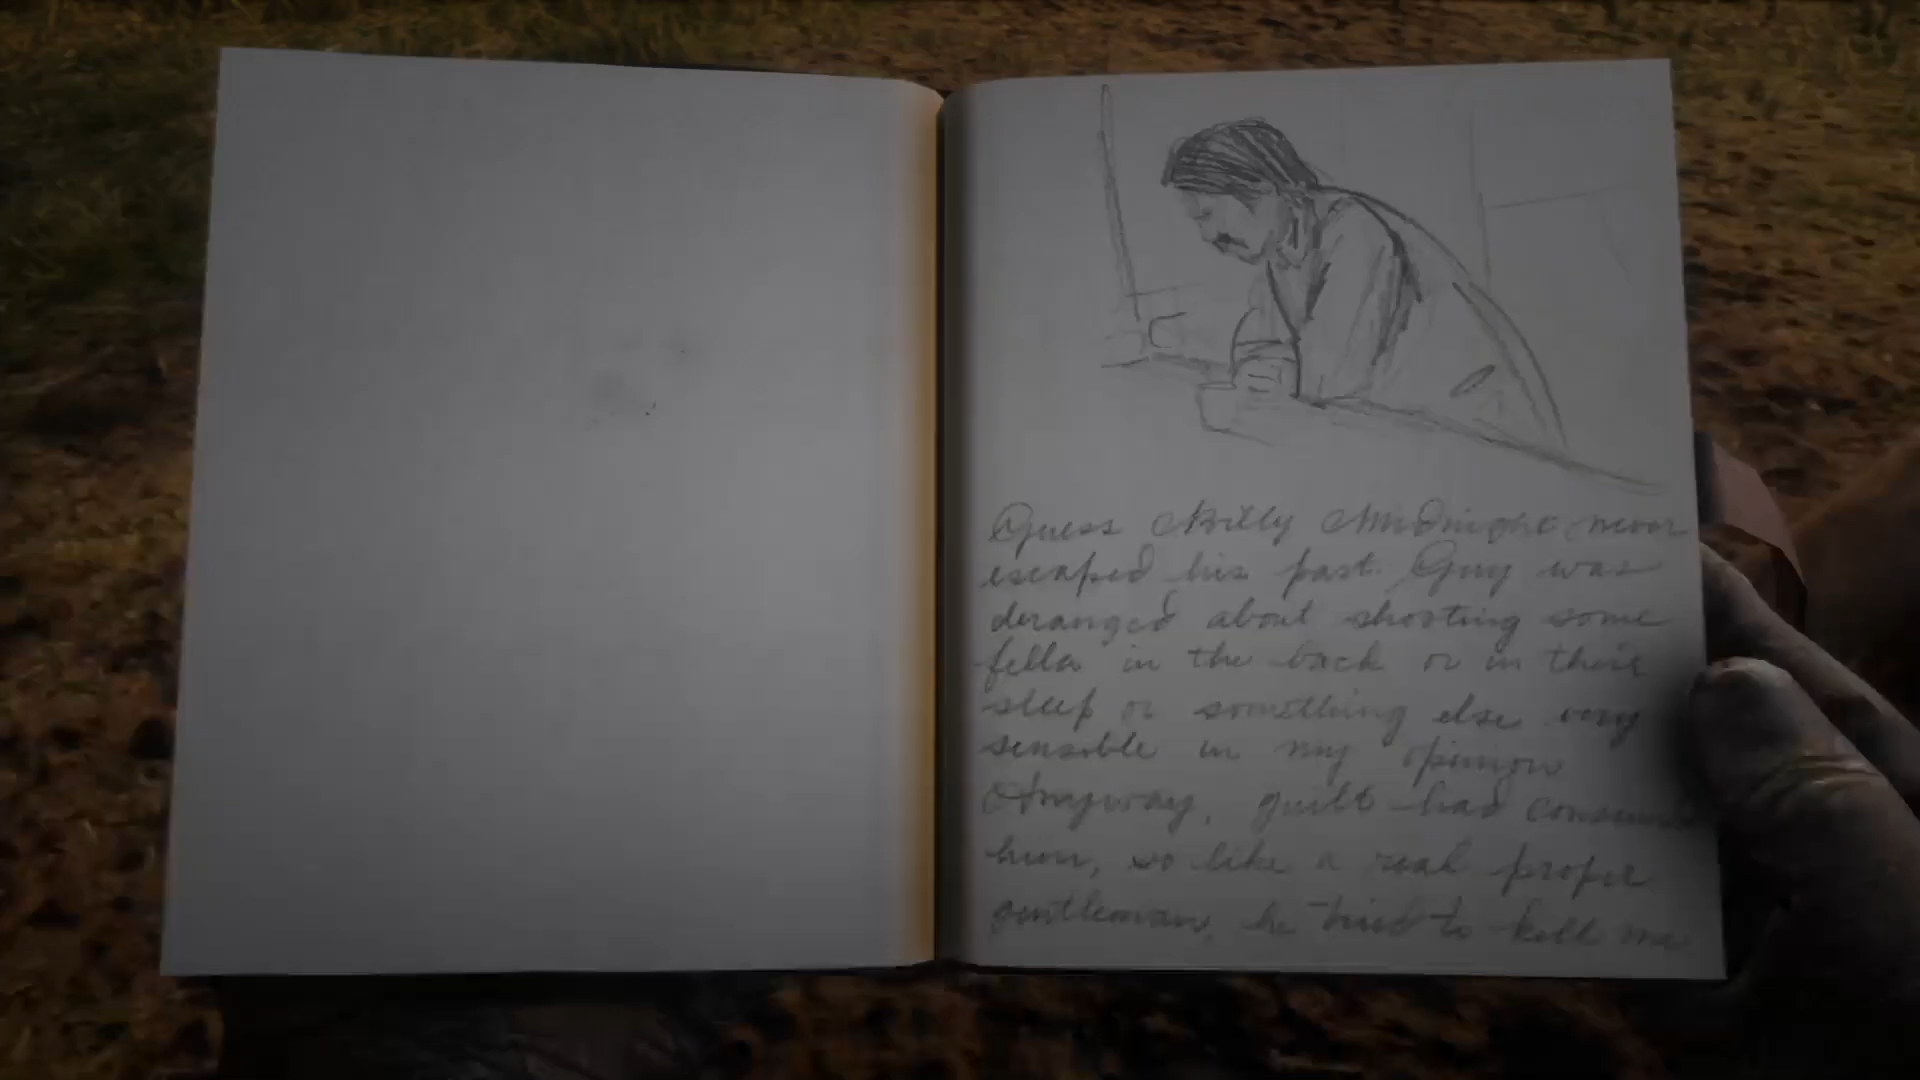 Guess Billy Midnight never
escaped his past. Guy was
deranged about shooting some
fella in the back or in their
sleep or something else very
sensible in my opinion
Anyway, guilt had consumed
him, so like a real proper
gentleman, he tried to kill me